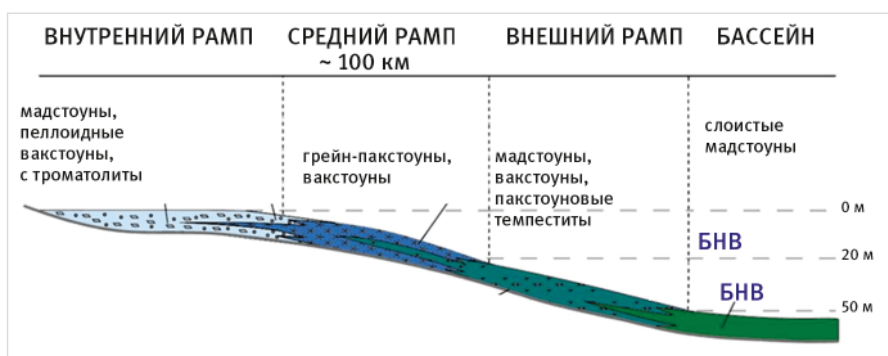 ВНУТРЕННИЙ РАМП
СРЕДНИЙ РАМП
~ 100 км
ВНЕШНИЙ РАМП
БАССЕЙН
мадстоуны,
пеллоидные
вакстоуны,
с троматолиты
грейн-пакстоуны,
вакстоуны
мадстоуны,
вакстоуны,
пакстоуновые
темпеститы
слоистые
мадстоуны
0 м
БНВ
20 м
БНВ
50 м